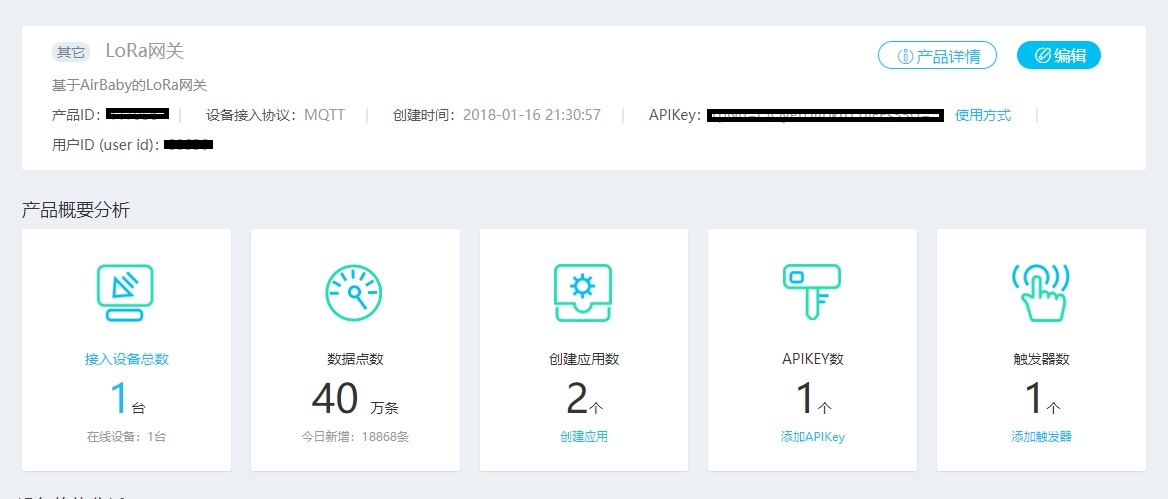 其它 LoRa网关 产品详情 编辑
基于AirBaby的LoRa网关
产品ID: | 设备接入协议: MQTT | 创建时间: 2018-01-16 21:30:57 | APIKey: 使用方式 |
用户ID (user id):
产品概要分析
接入设备总数 数据点数 创建应用数 APIKEY数 触发器数
1台 40 万条 2个 1个 1个
在线设备: 1台 今日新增: 18868条 创建应用 添加APIKey 添加触发器